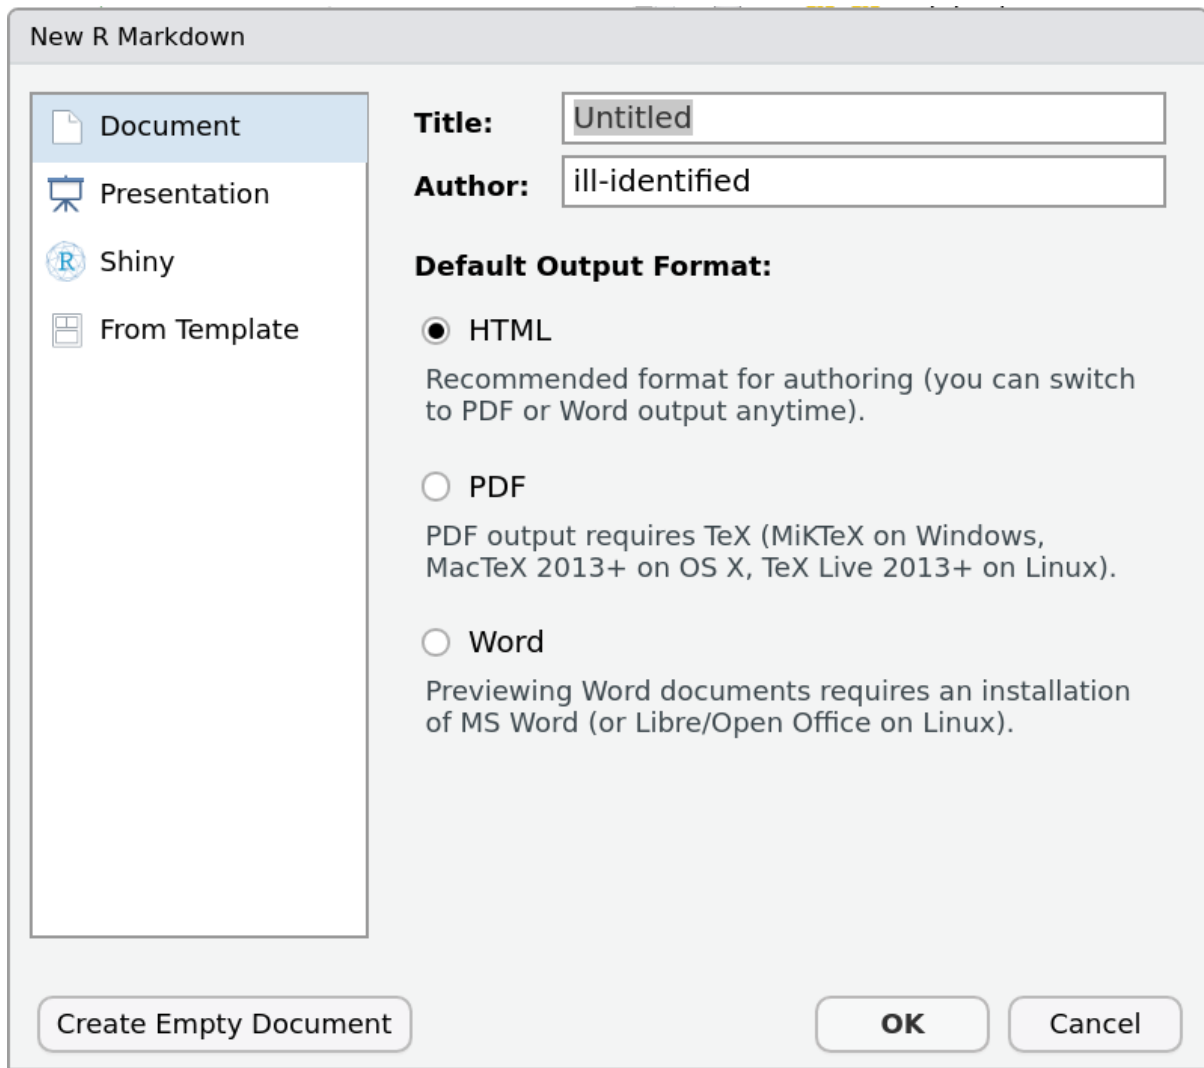 New R Markdown
Document
Presentation
R
Shiny
From Template
Title: Untitled
Author: ill-identified
Default Output Format:
HTML
Recommended format for authoring (you can switch
to PDF or Word output anytime).
PDF
PDF output requires TeX (MiKTeX on Windows,
MacTeX 2013+ on OS X, TeX Live 2013+ on Linux).
Word
Previewing Word documents requires an installation
of MS Word (or Libre/Open Office on Linux).
Create Empty Document
OK
Cancel